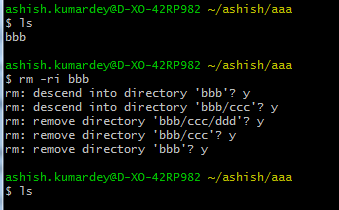 ashish.kumardey@D-XO-42RP982 ~/ashish/aaa
$ ls
bbb
ashish.kumardey@D-XO-42RP982 ~/ashish/aaa
$ rm -ri bbb
rm: descend into directory 'bbb'? y
rm: descend into directory 'bbb/ccc'? y
rm: remove directory 'bbb/ccc/ddd'? y
rm: remove directory 'bbb/ccc'? y
rm: remove directory 'bbb'? y
ashish.kumardey@D-XO-42RP982 ~/ashish/aaa
$ ls